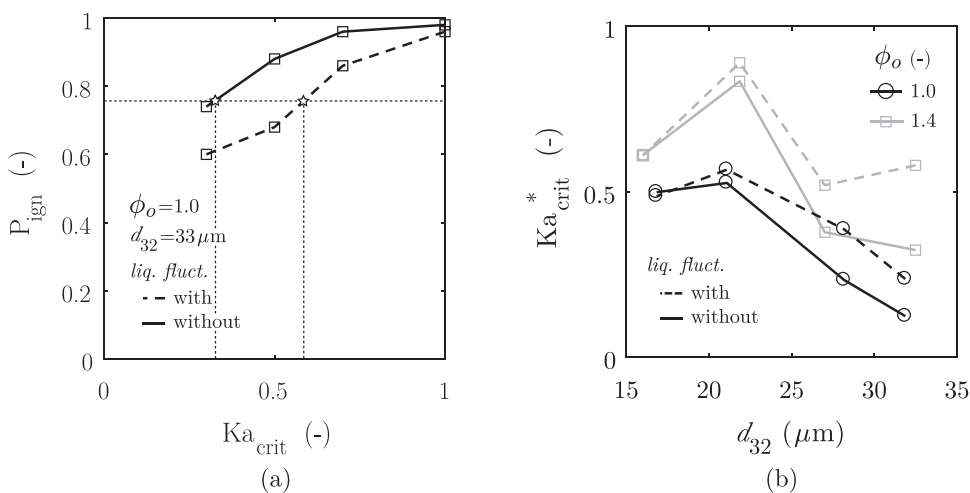 1
0.8
0.6
0.4
0.2
0
0
0.5
1
P_ign (-)
ϕ_o=1.0
d_32=33μm
liq. fluct.
with
without
Ka_crit (-)
(a)
1
0.5
0
15
20
25
30
35
Ka*_crit (-)
ϕ_o (-)
1.0
1.4
liq. fluct.
with
without
d_32 (μm)
(b)